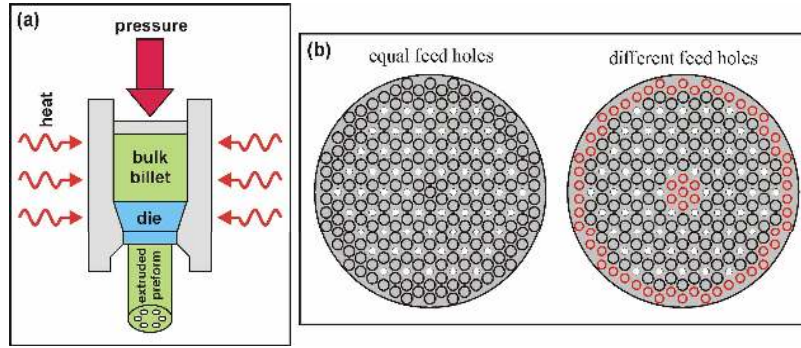 (a)
pressure
heat
bulk
billet
die
extruded
preform
(b)
equal feed holes
different feed holes